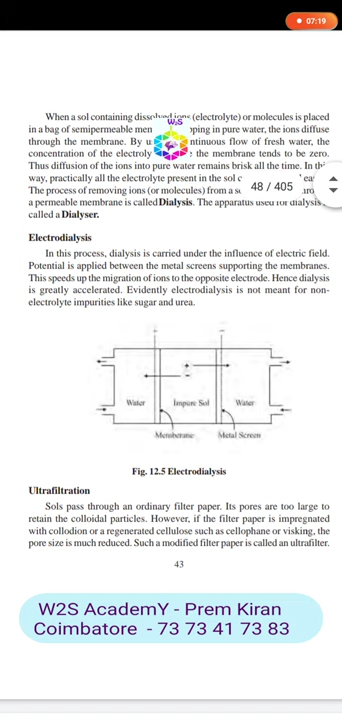 07:19
When a sol containing dissolved ions (electrolyte) or molecules is placed
in a bag of semipermeable mem ping in pure water, the ions diffuse
through the membrane. By u ntinuous flow of fresh water, the
concentration of the electroly the membrane tends to be zero.
Thus diffusion of the ions into pure water remains brisk all the time. In this
way, practically all the electrolyte present in the sol c
The process of removing ions (or molecules) from a
a permeable membrane is called Dialysis. The apparatus used for dialysis
called a Dialyser.
W2S
48 / 405
Electrodialysis
In this process, dialysis is carried under the influence of electric field.
Potential is applied between the metal screens supporting the membranes.
This speeds up the migration of ions to the opposite electrode. Hence dialysis
is greatly accelerated. Evidently electrodialysis is not meant for non-
electrolyte impurities like sugar and urea.
Water Impure Sol Water
Membrane Metal Screen
Fig. 12.5 Electrodialysis
Ultrafiltration
Sols pass through an ordinary filter paper. Its pores are too large to
retain the colloidal particles. However, if the filter paper is impregnated
with collodion or a regenerated cellulose such as cellophane or visking, the
pore size is much reduced. Such a modified filter paper is called an ultrafilter.
43
W2S AcademY - Prem Kiran
Coimbatore - 73 73 41 73 83